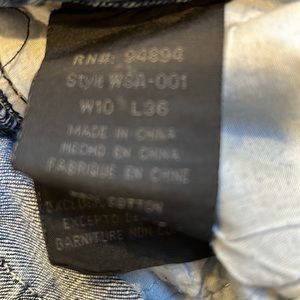 RN#: 94894
Style WSA-001
W10 L36
MADE IN CHINA
HECHO EN CHINA
FABRIQUE EN CHINE
COTTON
EXCEPTO
GARNITURE NON